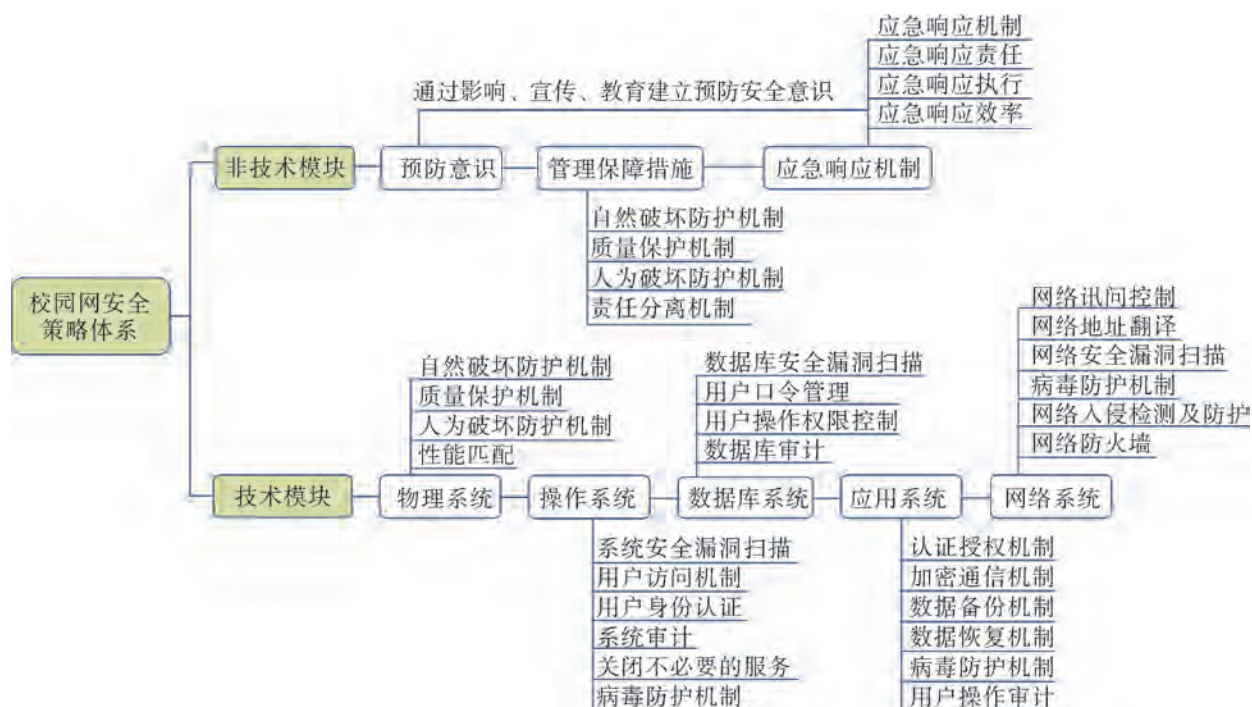 应急响应机制
应急响应责任
应急响应执行
应急响应效率
通过影响、宣传、教育建立预防安全意识
非技术模块
预防意识
管理保障措施
应急响应机制
自然破坏防护机制
质量保护机制
人为破坏防护机制
责任分离机制
校园网安全
策略体系
网络讯问控制
网络地址翻译
网络安全漏洞扫描
病毒防护机制
网络入侵检测及防护
网络防火墙
自然破坏防护机制
质量保护机制
人为破坏防护机制
性能匹配
数据库安全漏洞扫描
用户口令管理
用户操作权限控制
数据库审计
技术模块
物理系统
操作系统
数据库系统
应用系统
网络系统
系统安全漏洞扫描
用户访问机制
用户身份认证
系统审计
关闭不必要的服务
病毒防护机制
认证授权机制
加密通信机制
数据备份机制
数据恢复机制
病毒防护机制
用户操作审计